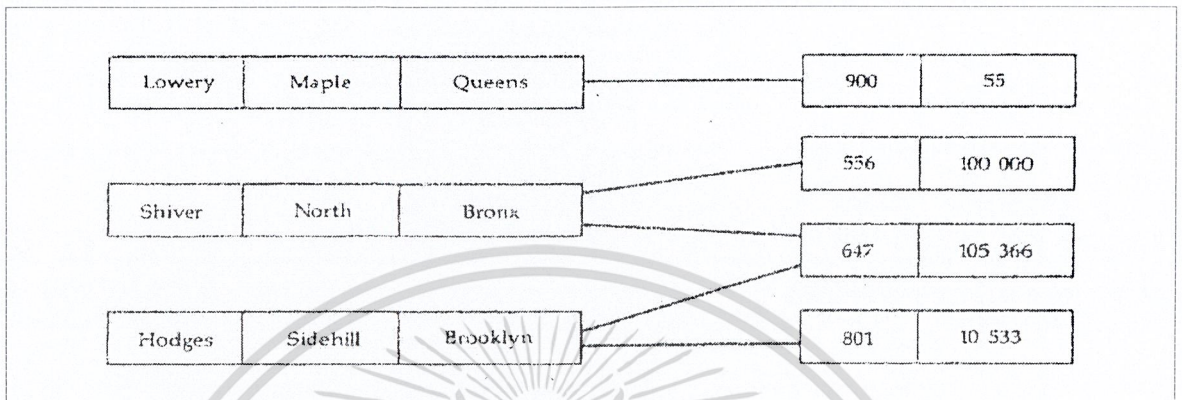 Lowery Maple Queens 900 55
556 100 000
Shiver North Bronx
647 105 366
Hodges Sidehill Brooklyn 801 10 533